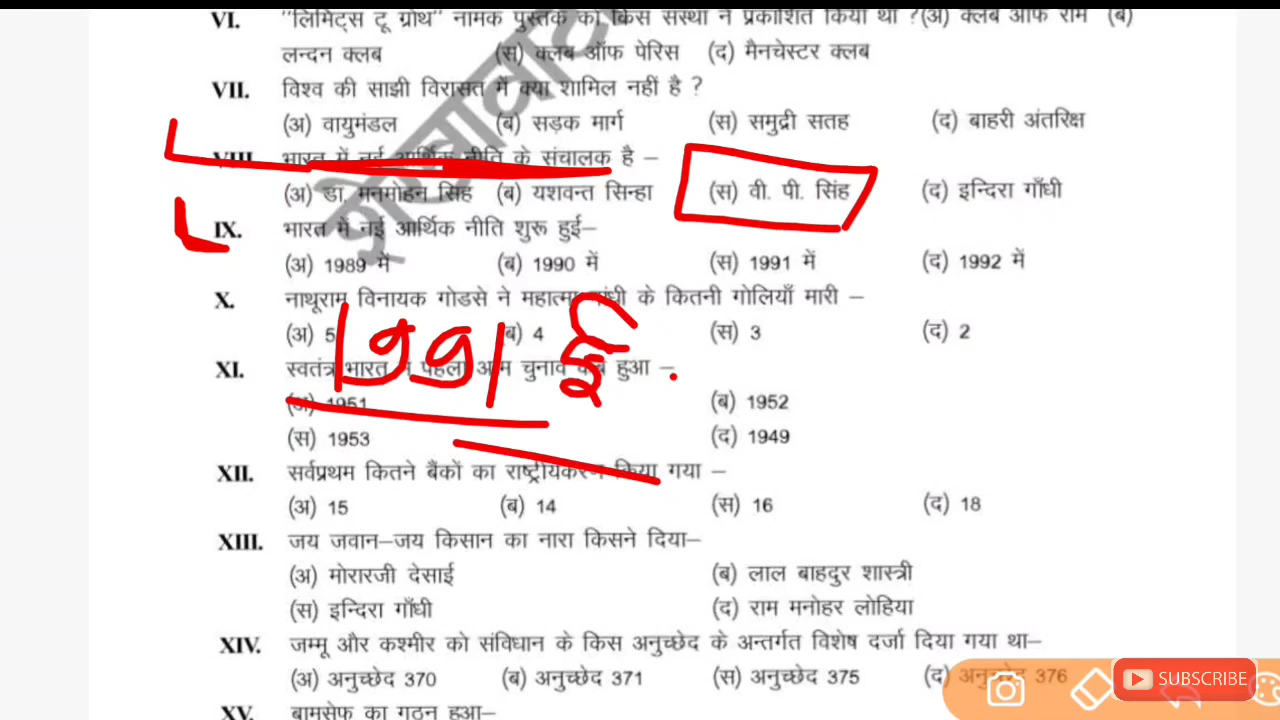 VI. "लिमिट्स टू ग्रोथ" नामक पुस्तक को किस संस्था ने प्रकाशित किया था ?(अ) क्लब ऑफ रोम (ब)
लन्दन क्लब (स) क्लब ऑफ पेरिस (द) मैनचेस्टर क्लब
VII. विश्व की साझी विरासत में क्या शामिल नहीं है ?
(अ) वायुमंडल (ब) सड़क मार्ग (स) समुद्री सतह (द) बाहरी अंतरिक्ष
VIII. भारत में नई आर्थिक नीति के संचालक है –
(अ) डा. मनमोहन सिंह (ब) यशवन्त सिन्हा (स) वी. पी. सिंह (द) इन्दिरा गाँधी
IX. भारत में नई आर्थिक नीति शुरू हुई–
(अ) 1989 में (ब) 1990 में (स) 1991 में (द) 1992 में
X. नाथूराम विनायक गोडसे ने महात्मा गांधी के कितनी गोलियाँ मारी –
(अ) 5 (ब) 4 (स) 3 (द) 2
1991 ई.
XI. स्वतंत्र भारत में पहला आम चुनाव कब हुआ –
(अ) 1951 (ब) 1952
(स) 1953 (द) 1949
XII. सर्वप्रथम कितने बैंकों का राष्ट्रीयकरण किया गया –
(अ) 15 (ब) 14 (स) 16 (द) 18
XIII. जय जवान–जय किसान का नारा किसने दिया–
(अ) मोरारजी देसाई (ब) लाल बाहदुर शास्त्री
(स) इन्दिरा गाँधी (द) राम मनोहर लोहिया
XIV. जम्मू और कश्मीर को संविधान के किस अनुच्छेद के अन्तर्गत विशेष दर्जा दिया गया था–
(अ) अनुच्छेद 370 (ब) अनुच्छेद 371 (स) अनुच्छेद 375 (द) अनुच्छेद 376
SUBSCRIBE
XV. बामसेफ का गठन हुआ–